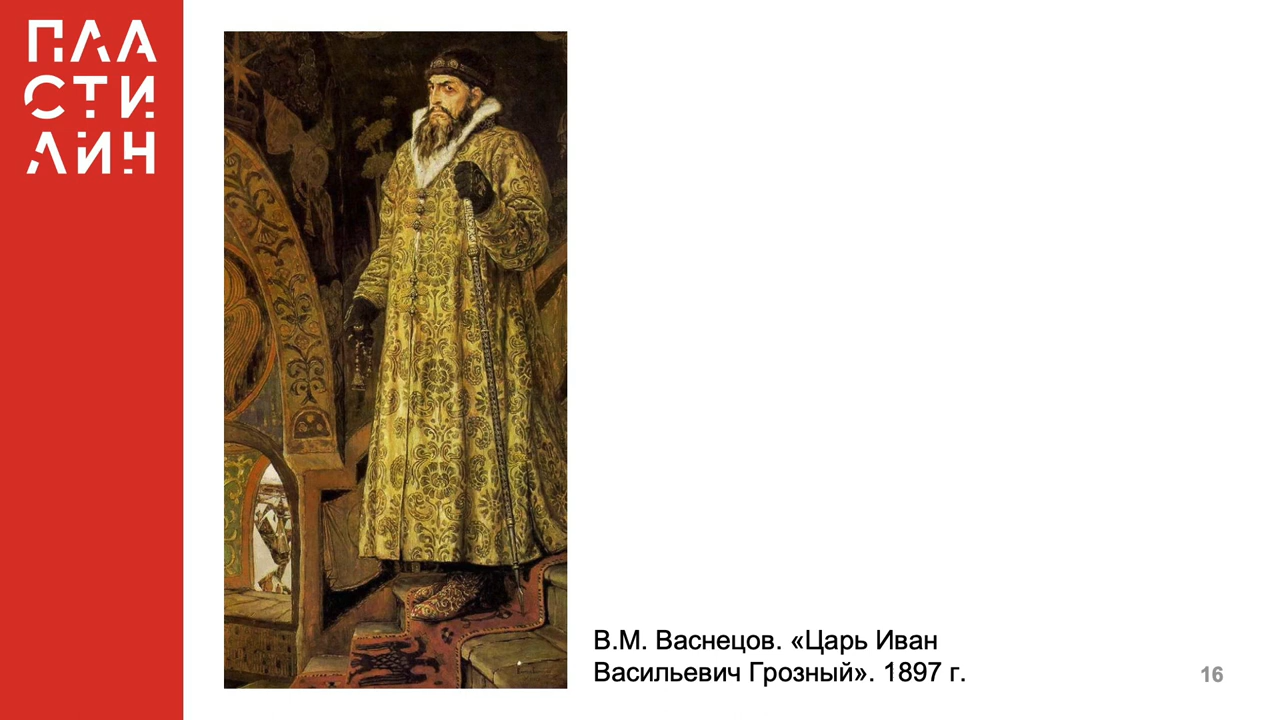 ПЛА
СТИ
ЛИН
В.М. Васнецов. «Царь Иван
Васильевич Грозный». 1897 г.
16